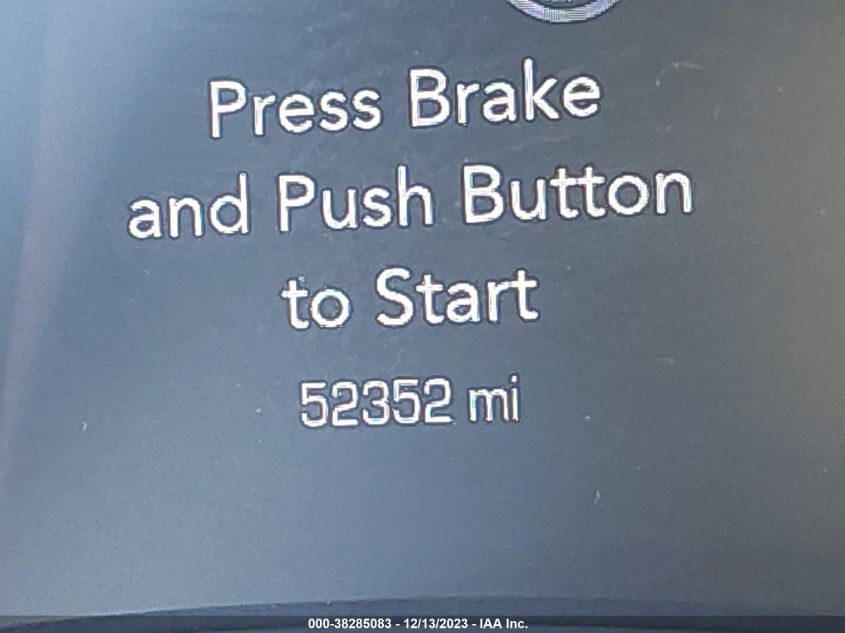 Press Brake
and Push Button
to Start
52352 mi
000-38285083 - 12/13/2023 - IAA Inc.